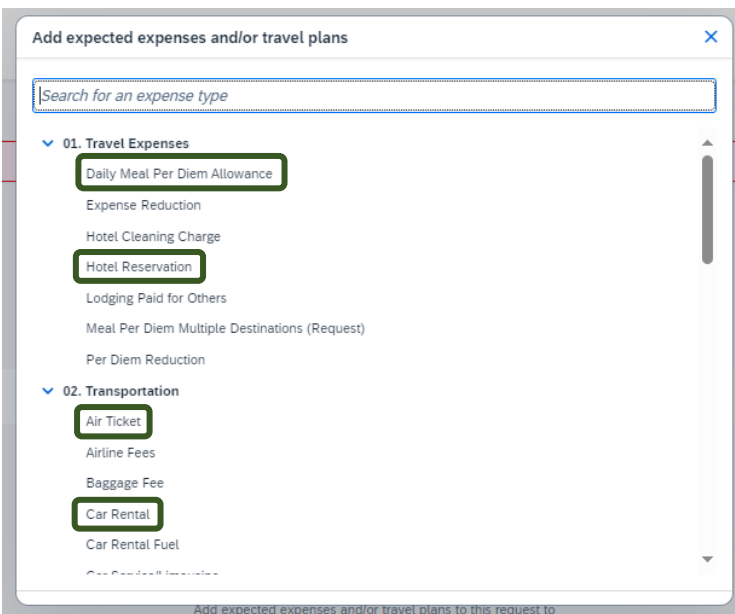 Add expected expenses and/or travel plans
Search for an expense type
01. Travel Expenses
Daily Meal Per Diem Allowance
Expense Reduction
Hotel Cleaning Charge
Hotel Reservation
Lodging Paid for Others
Meal Per Diem Multiple Destinations (Request)
Per Diem Reduction
02. Transportation
Air Ticket
Airline Fees
Baggage Fee
Car Rental
Car Rental Fuel
Car Service/Limousine
Add expected expenses and/or travel plans to this request to